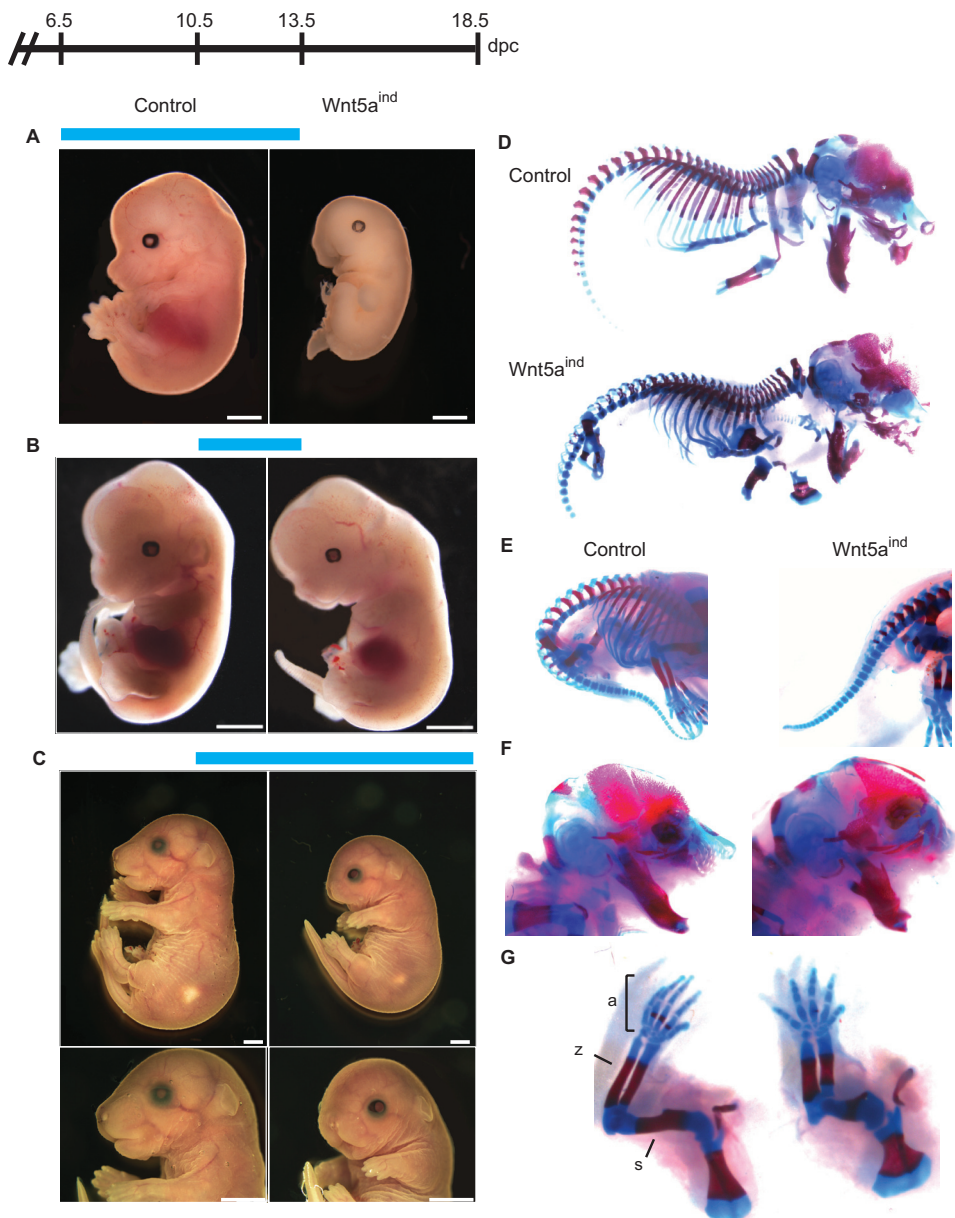 6.5 10.5 13.5 18.5
dpc
Control Wnt5a^ind
A
B
C
D
Control
Wnt5a^ind
E
Control Wnt5a^ind
F
G
a
z
s